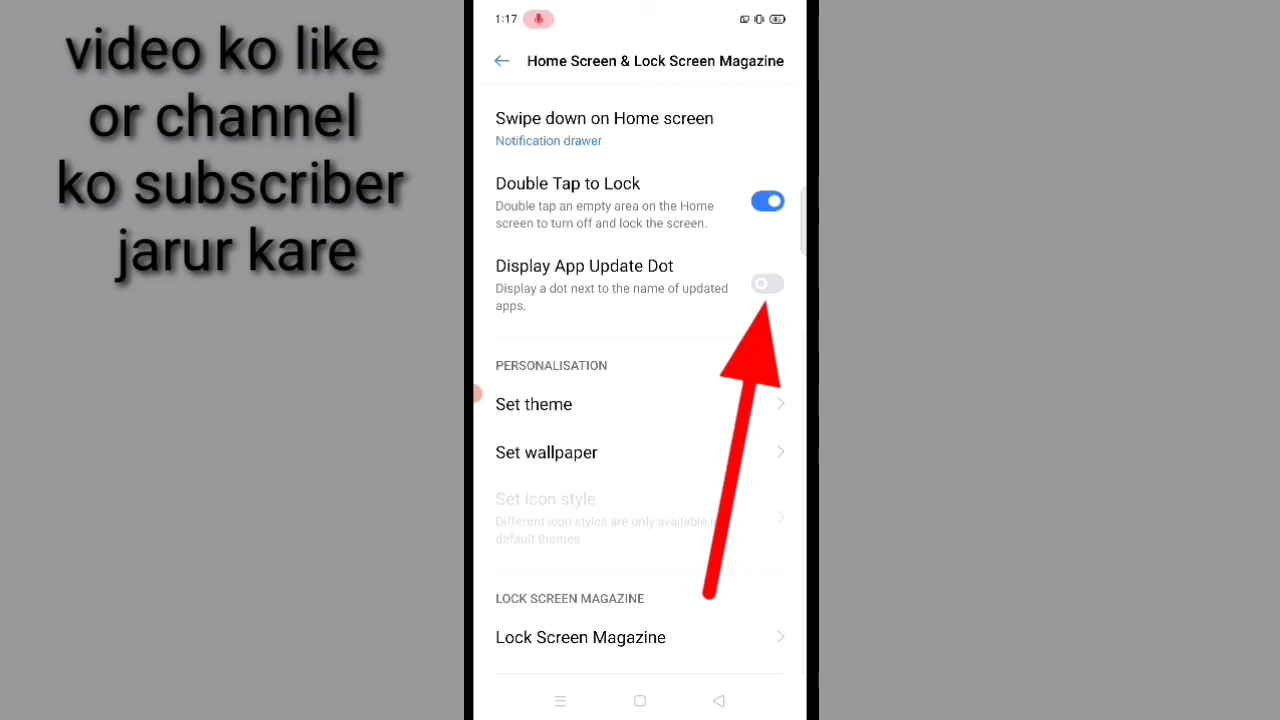 video ko like
or channel
ko subscriber
jarur kare
1:17
Home Screen & Lock Screen Magazine
Swipe down on Home screen
Notification drawer
Double Tap to Lock
Double tap an empty area on the Home
screen to turn off and lock the screen.
Display App Update Dot
Display a dot next to the name of updated
apps.
PERSONALISATION
Set theme
Set wallpaper
Set icon style
Different icon styles are only available
default themes
LOCK SCREEN MAGAZINE
Lock Screen Magazine